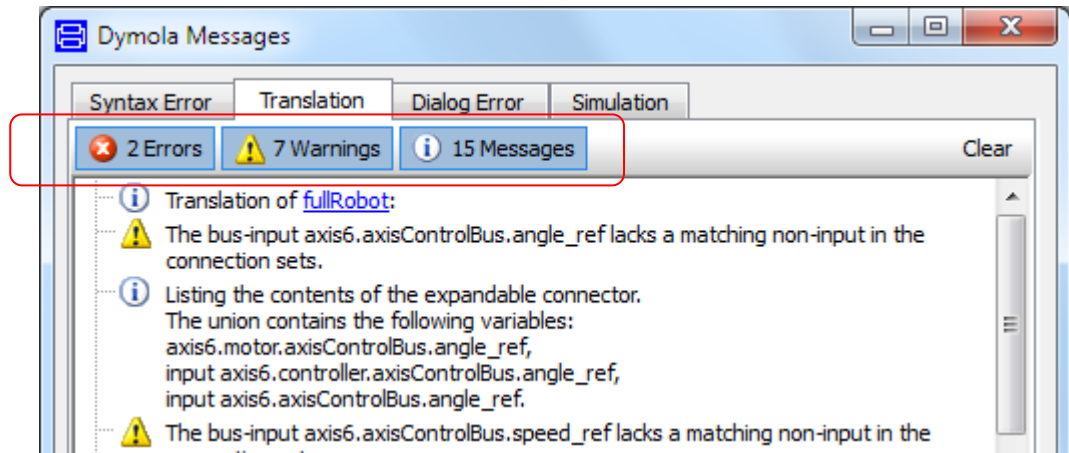 Dymola Messages
Syntax Error Translation Dialog Error Simulation
2 Errors 7 Warnings 15 Messages Clear
Translation of fullRobot:
The bus-input axis6.axisControlBus.angle_ref lacks a matching non-input in the
connection sets.
Listing the contents of the expandable connector.
The union contains the following variables:
axis6.motor.axisControlBus.angle_ref,
input axis6.controller.axisControlBus.angle_ref,
input axis6.axisControlBus.angle_ref.
The bus-input axis6.axisControlBus.speed_ref lacks a matching non-input in the